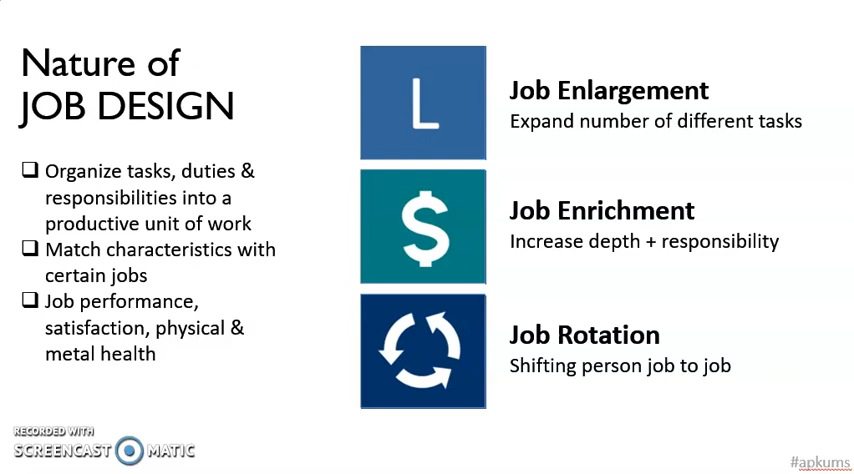 Nature of
JOB DESIGN
❑ Organize tasks, duties &
responsibilities into a
productive unit of work
❑ Match characteristics with
certain jobs
❑ Job performance,
satisfaction, physical &
metal health
L
Job Enlargement
Expand number of different tasks
$
Job Enrichment
Increase depth + responsibility
Job Rotation
Shifting person job to job
RECORDED WITH
SCREENCAST MATIC
#apkums